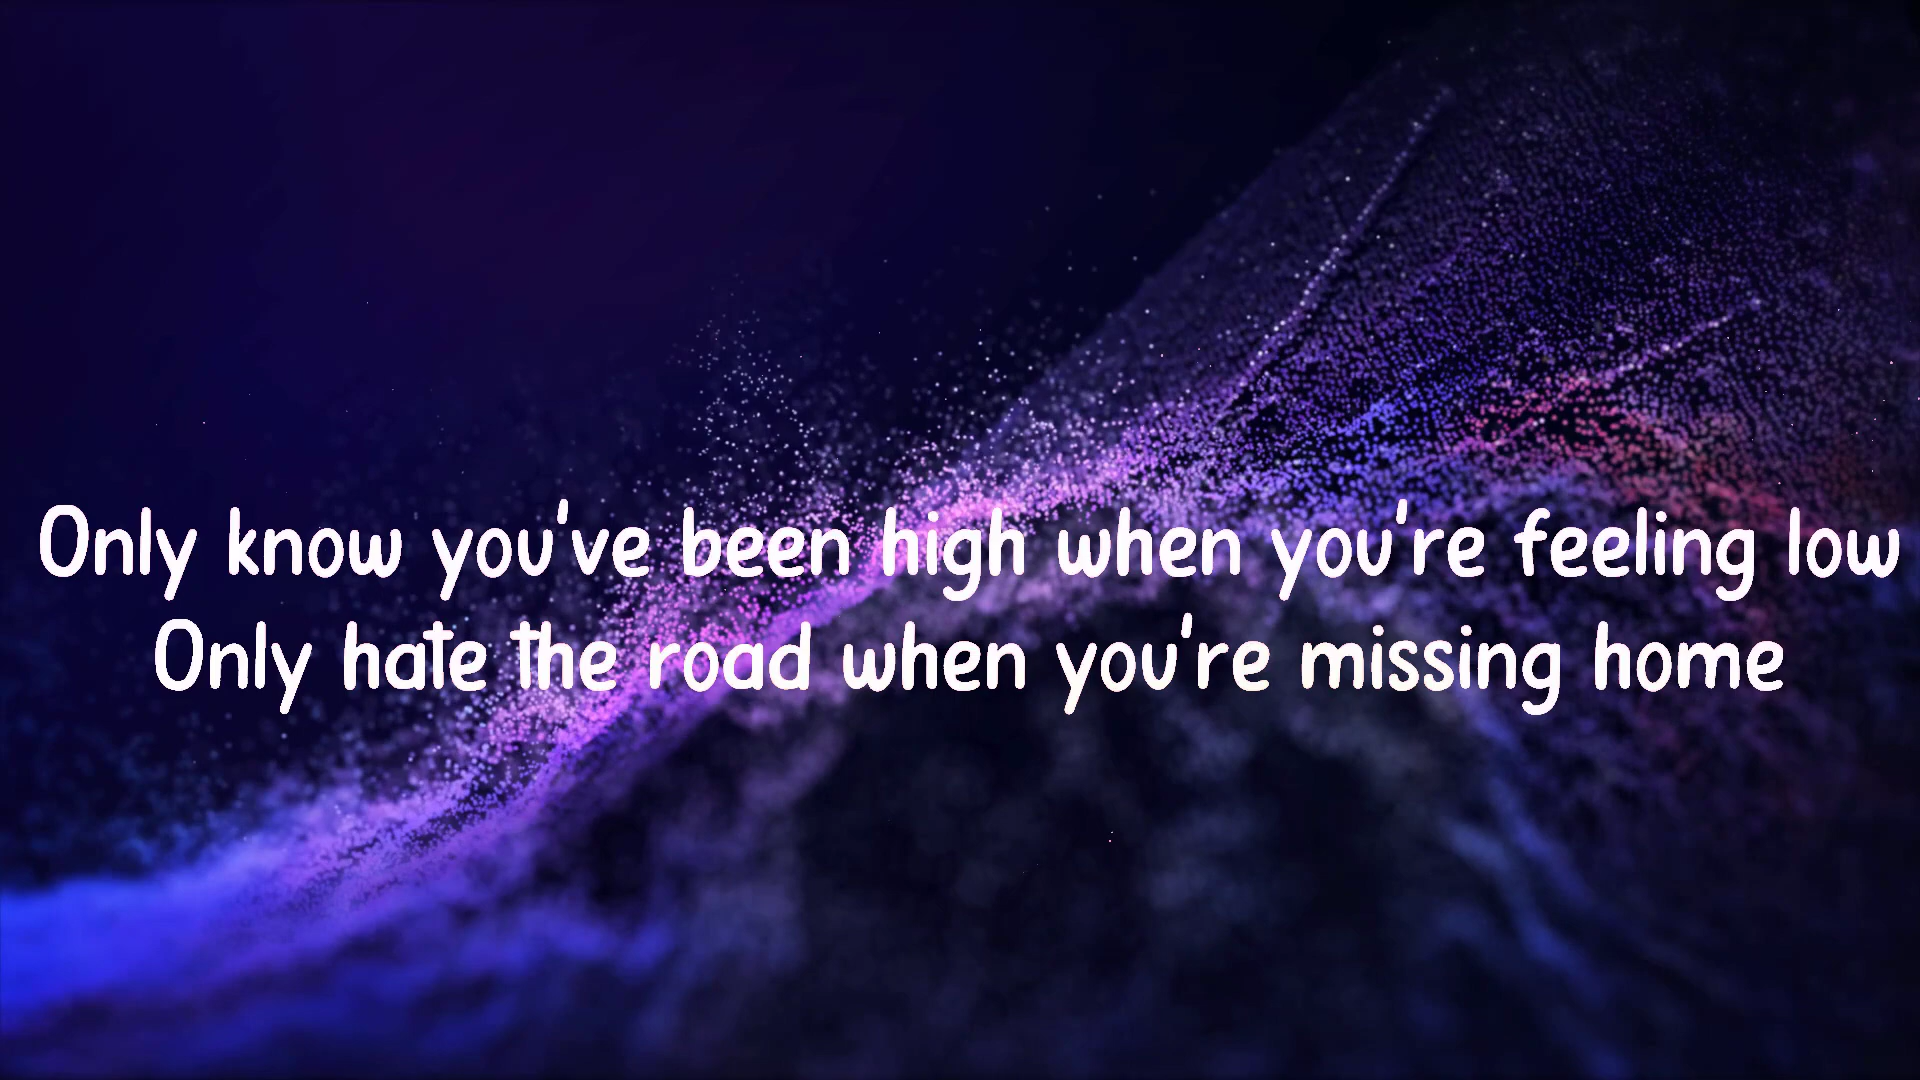 Only know you've been high when you're feeling low
Only hate the road when you're missing home